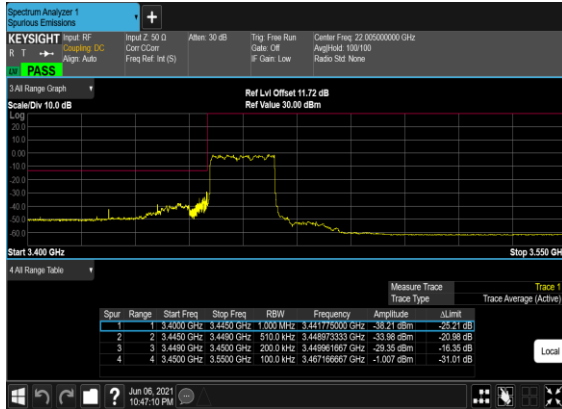 Spectrum Analyzer 1
Spurious Emissions
+
KEYSIGHT Input: RF Input Z: 50 Ω Atten: 30 dB Trig: Free Run Center Freq: 22.005000000 GHz
R T Coupling: DC Corr CCorr Gate: Off Avg|Hold: 100/100
Align: Auto Freq Ref: Int (S) IF Gain: Low Radio Std: None
PASS
3 All Range Graph
Ref Lvl Offset 11.72 dB
Scale/Div 10.0 dB Ref Value 30.00 dBm
Log
20.0
10.0
0.00
-10.0
-20.0
-30.0
-40.0
-50.0
-60.0
Start 3.400 GHz Stop 3.550 GH
4 All Range Table
Measure Trace Trace 1
Trace Type Trace Average (Active)
Spur Range Start Freq Stop Freq RBW Frequency Amplitude ΔLimit
1 1 3.4000 GHz 3.4450 GHz 1.000 MHz 3.441775000 GHz -38.21 dBm -25.21 dB
2 2 3.4450 GHz 3.4490 GHz 510.0 kHz 3.448973333 GHz -33.98 dBm -20.98 dB
3 3 3.4490 GHz 3.4500 GHz 200.0 kHz 3.449961667 GHz -29.35 dBm -16.35 dB
4 4 3.4500 GHz 3.5500 GHz 100.0 kHz 3.467166667 GHz -1.007 dBm -31.01 dB
Local
? Jun 06, 2021
10:47:10 PM